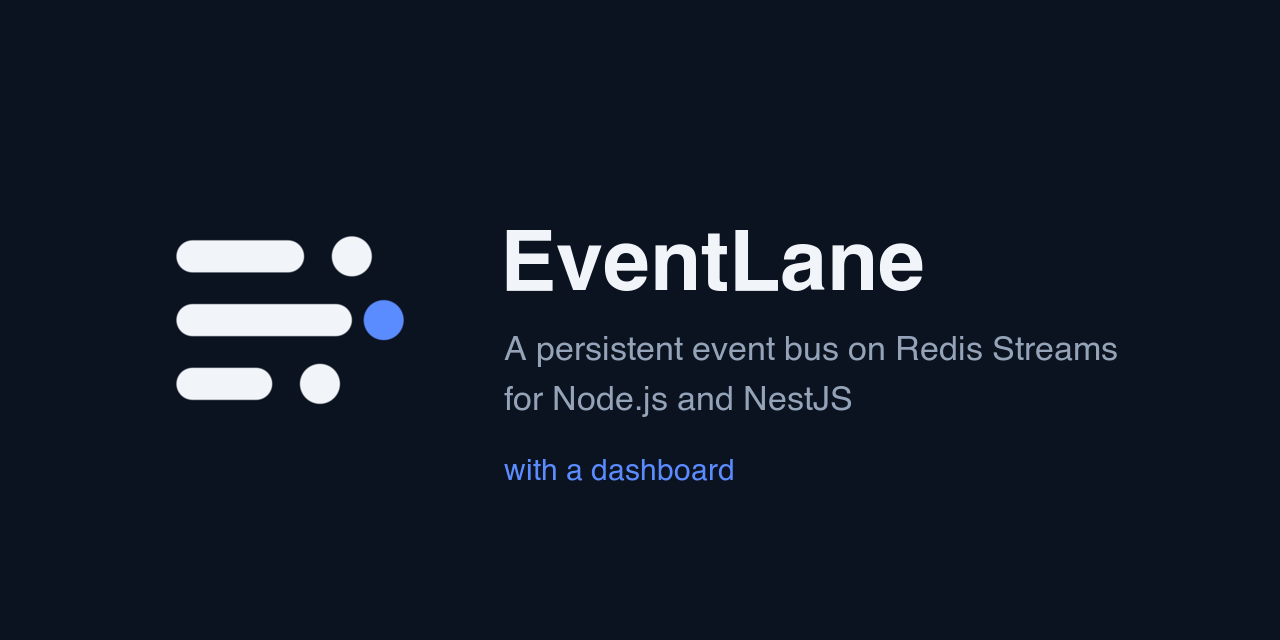 EventLane
A persistent event bus on Redis Streams
for Node.js and NestJS
with a dashboard